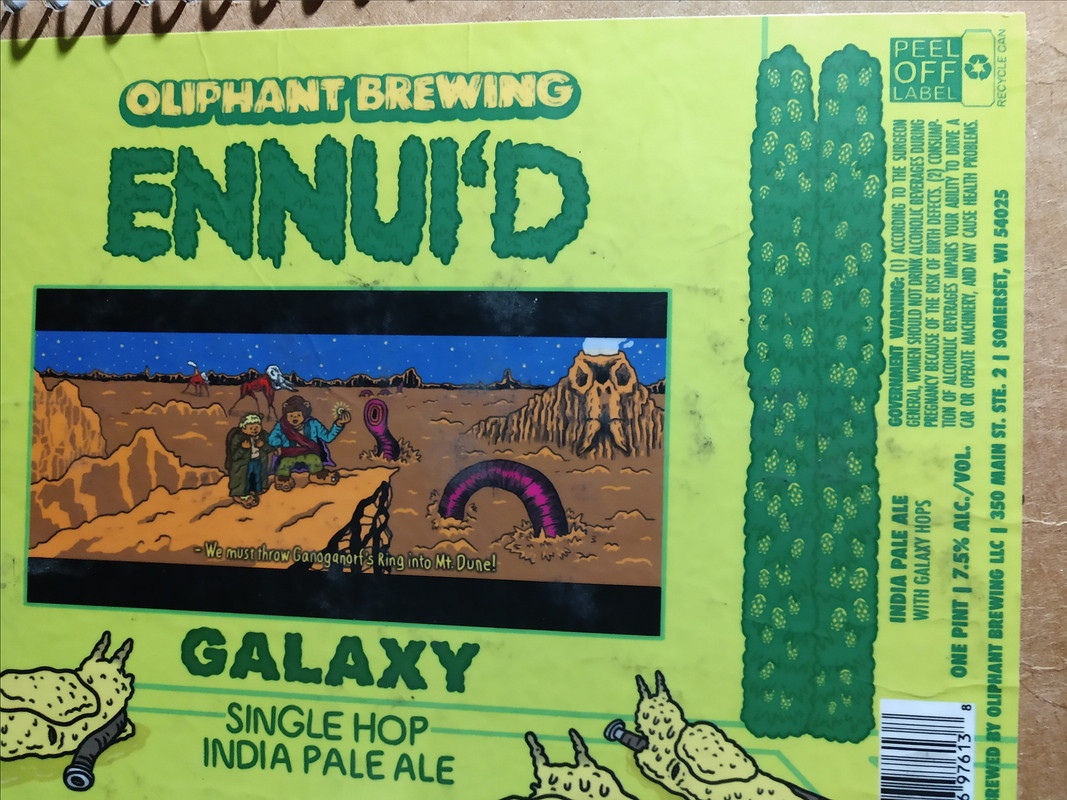 OLIPHANT BREWING
ENNUI‘D
- We must throw Ganoganorf's Ring into Mt. Dune!
GALAXY
SINGLE HOP
INDIA PALE ALE
PEEL
OFF
LABEL
RECYCLE CAN
GOVERNMENT WARNING: (1) ACCORDING TO THE SURGEON
GENERAL, WOMEN SHOULD NOT DRINK ALCOHOLIC BEVERAGES DURING
PREGNANCY BECAUSE OF THE RISK OF BIRTH DEFECTS. (2) CONSUMP-
TION OF ALCOHOLIC BEVERAGES IMPAIRS YOUR ABILITY TO DRIVE A
CAR OR OPERATE MACHINERY, AND MAY CAUSE HEALTH PROBLEMS.
INDIA PALE ALE
WITH GALAXY HOPS
ONE PINT | 7.5% ALC./VOL.
BREWED BY OLIPHANT BREWING LLC | 350 MAIN ST. STE. 2 | SOMERSET, WI 54025
697613 8